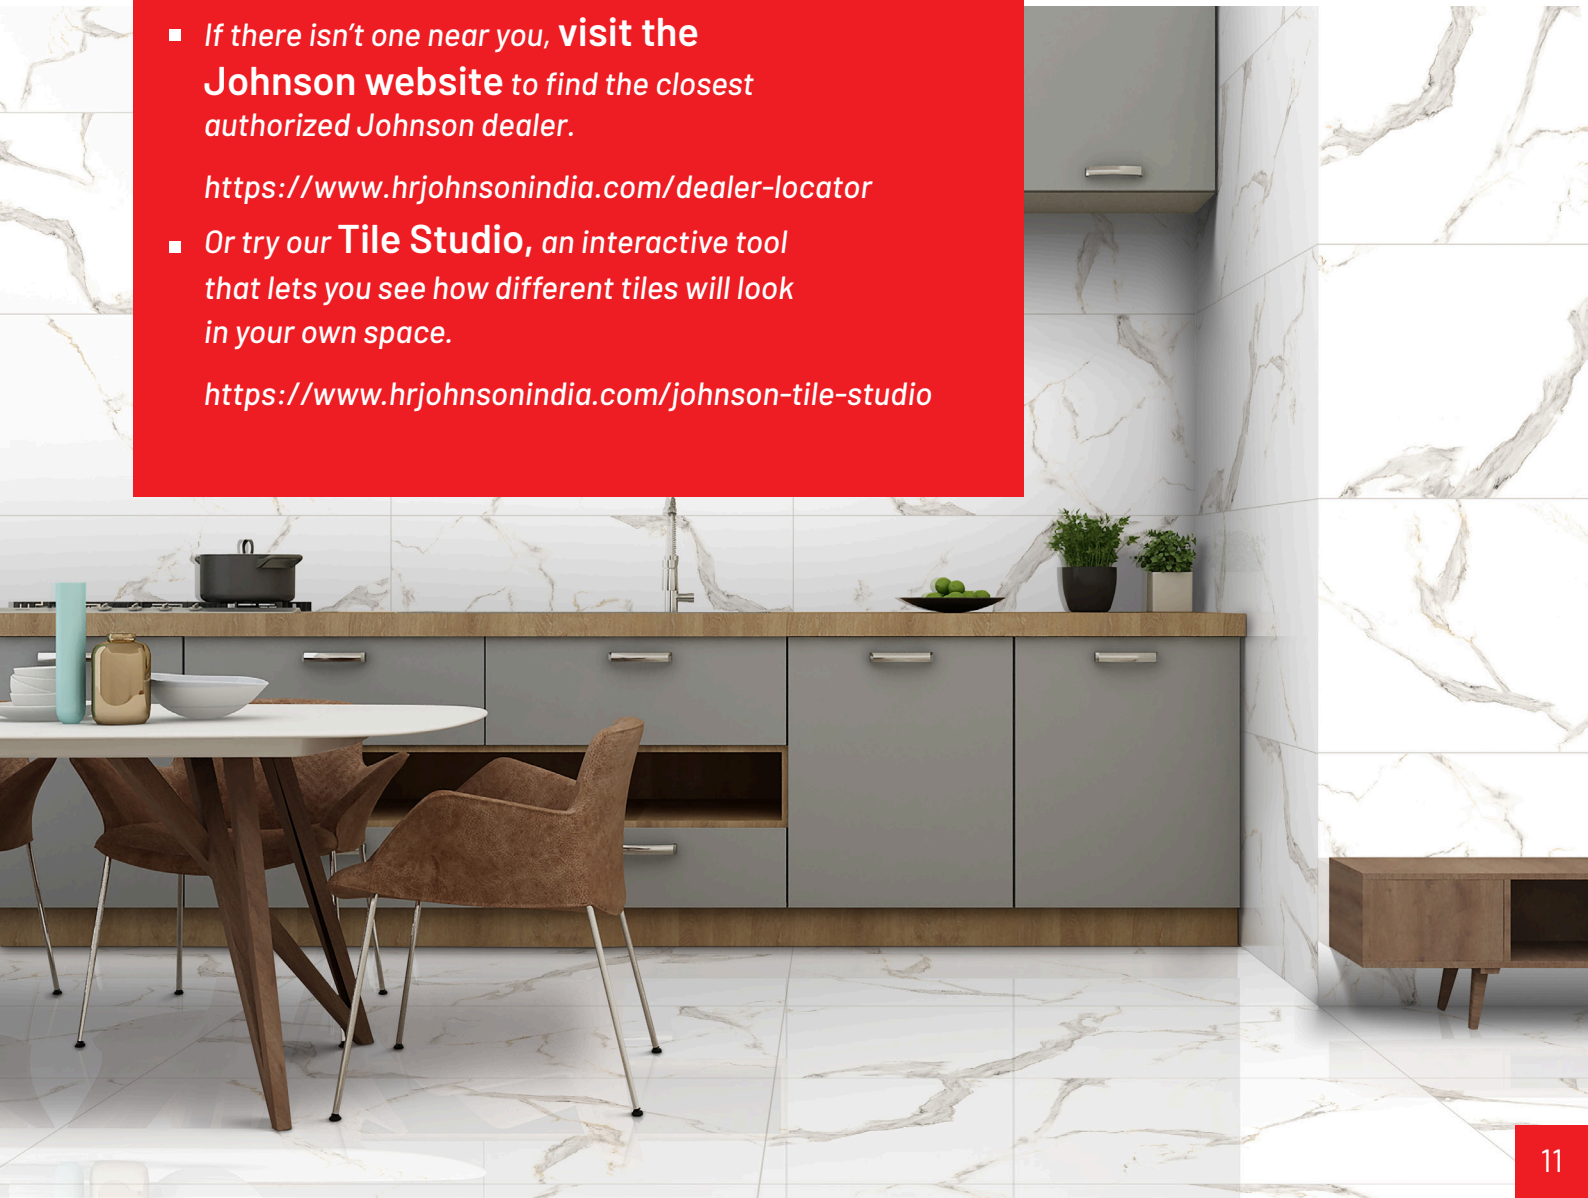 If there isn’t one near you, visit the
Johnson website to find the closest
authorized Johnson dealer.
https://www.hrjohnsonindia.com/dealer-locator
Or try our Tile Studio, an interactive tool
that lets you see how different tiles will look
in your own space.
https://www.hrjohnsonindia.com/johnson-tile-studio
11